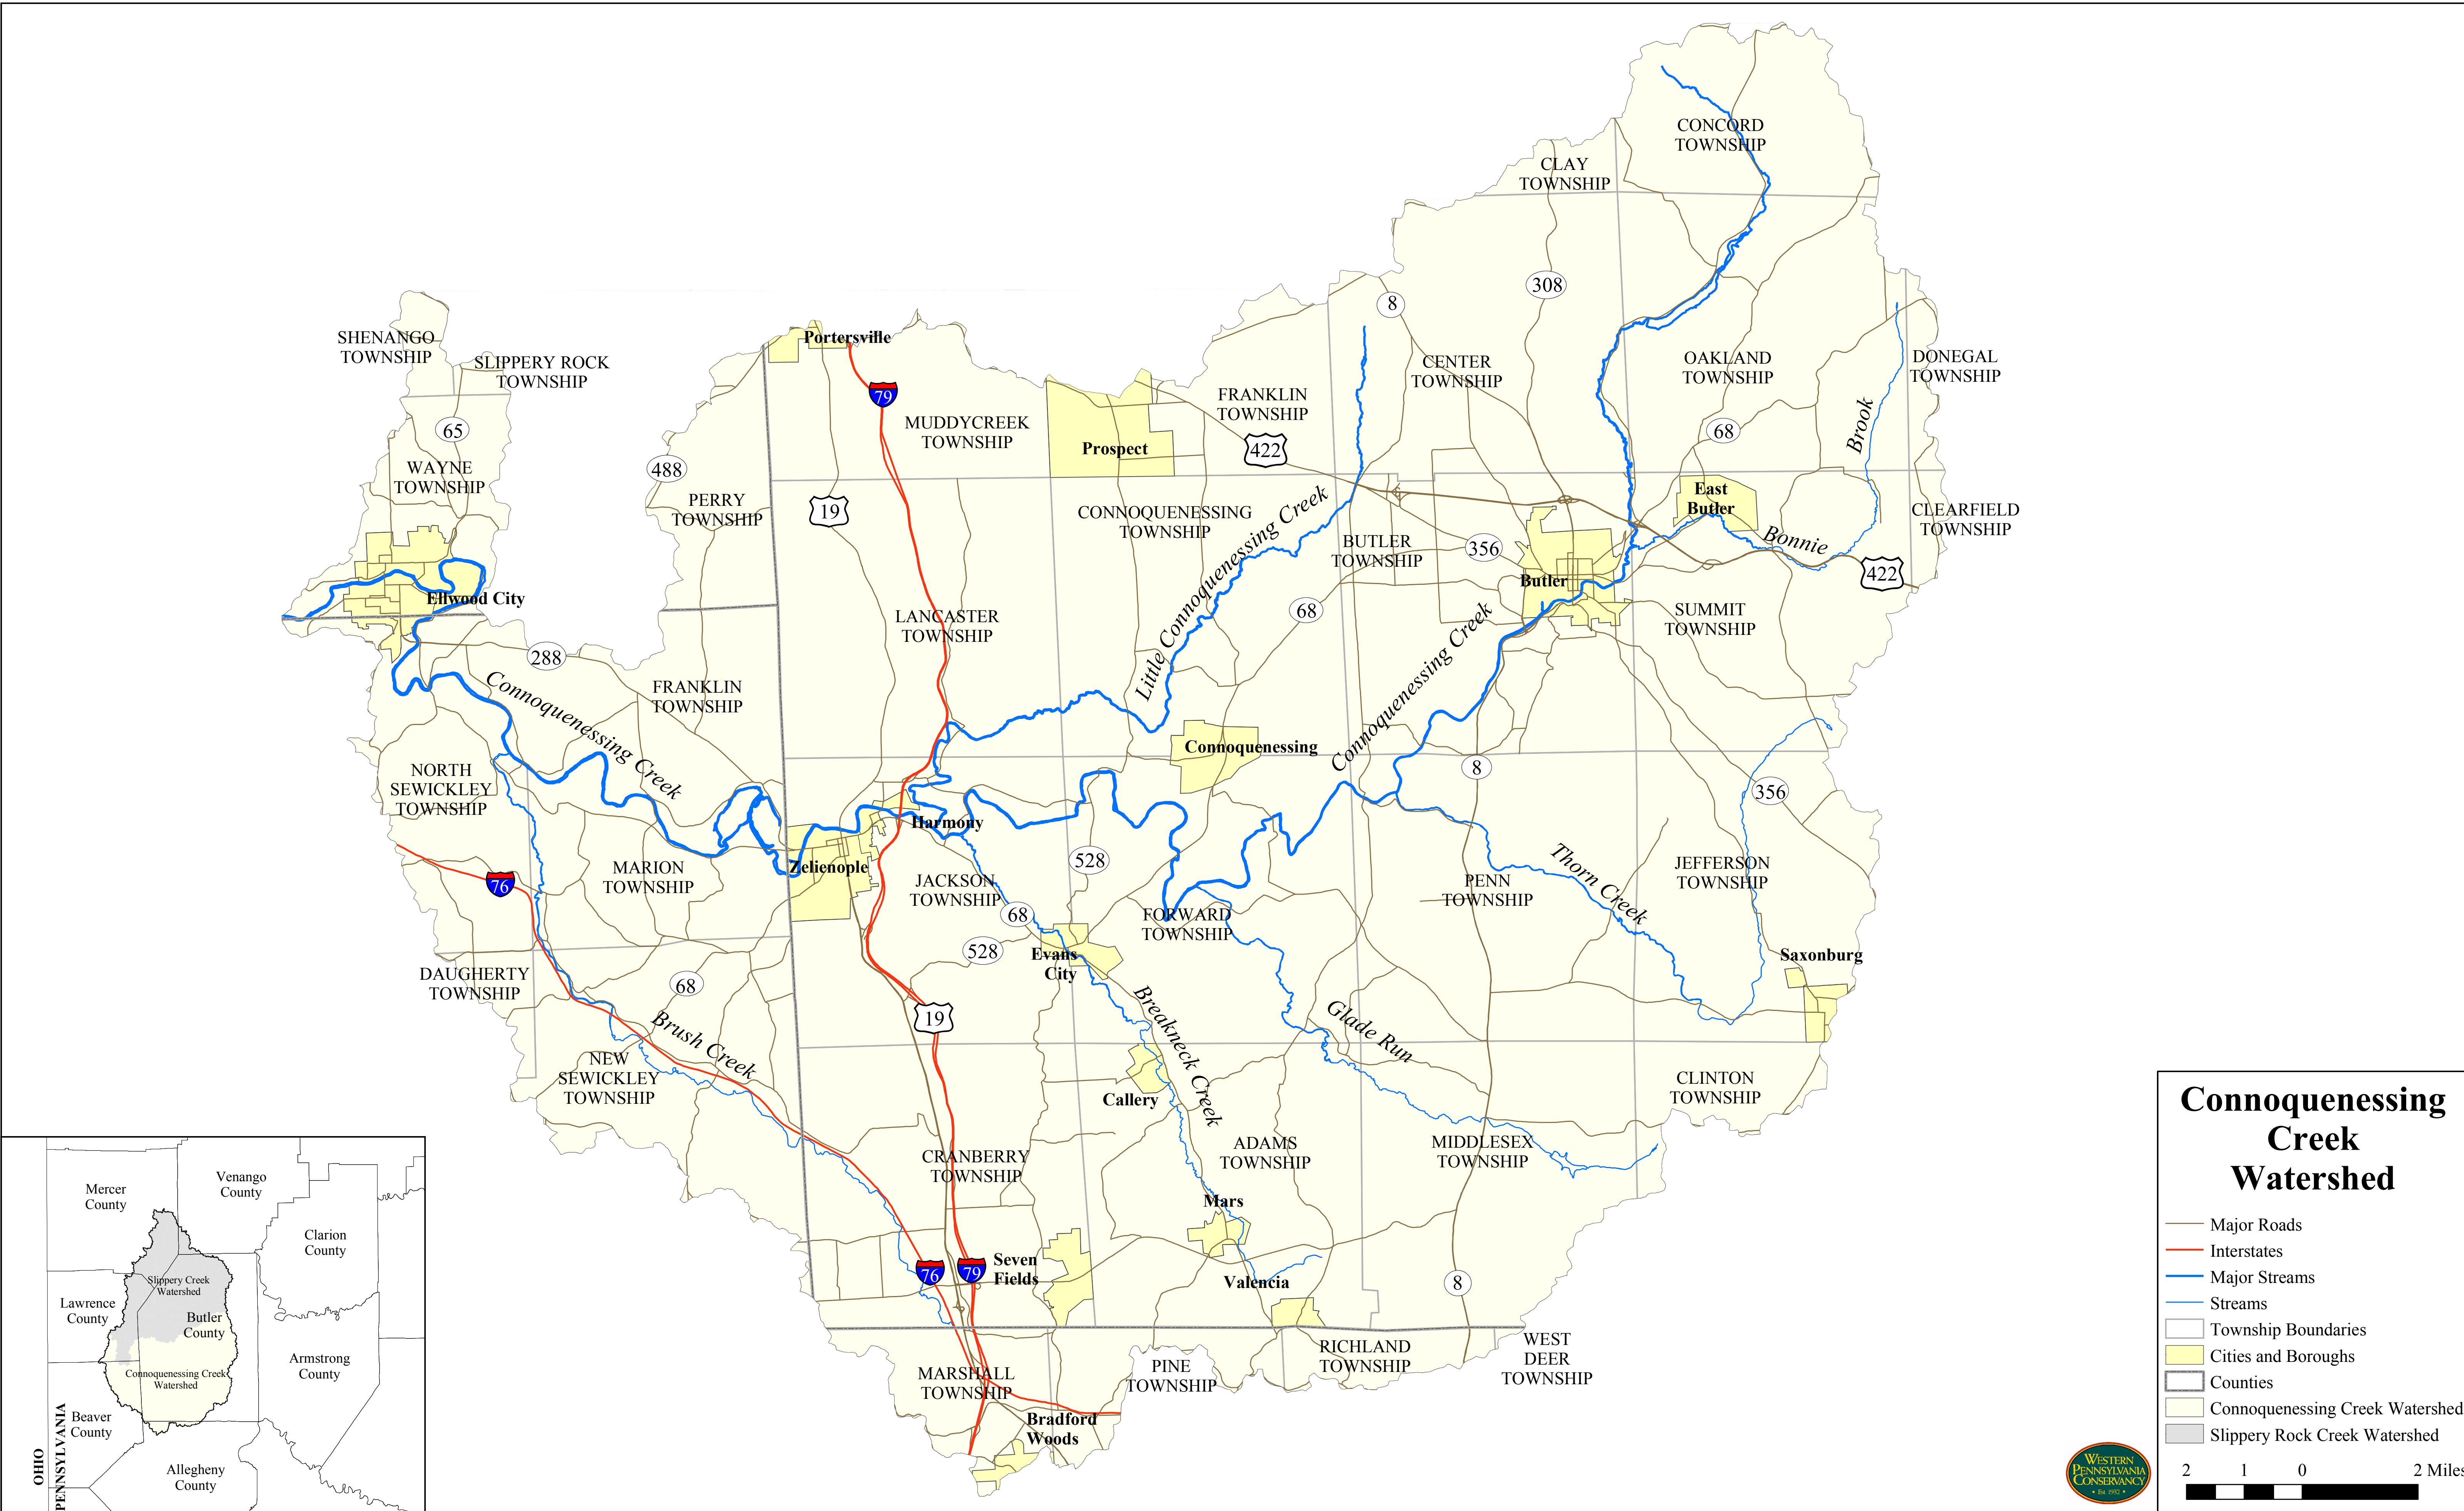 CONCORD
TOWNSHIP
CLAY
TOWNSHIP
308
8
SHENANGO
TOWNSHIP
SLIPPERY ROCK
TOWNSHIP
Portersville
79
MUDDYCREEK
TOWNSHIP
Prospect
FRANKLIN
TOWNSHIP
422
CENTER
TOWNSHIP
OAKLAND
TOWNSHIP
DONEGAL
TOWNSHIP
Brook
68
65
WAYNE
TOWNSHIP
488
PERRY
TOWNSHIP
19
CONNOQUENESSING
TOWNSHIP
Little Connoquenessing Creek
BUTLER
TOWNSHIP
356
East
Butler
Bonnie
CLEARFIELD
TOWNSHIP
422
Butler
Ellwood City
LANCASTER
TOWNSHIP
68
SUMMIT
TOWNSHIP
288
Connoquenessing Creek
FRANKLIN
TOWNSHIP
Connoquenessing Creek
Connoquenessing
8
356
NORTH
SEWICKLEY
TOWNSHIP
Harmony
Zelienople
76
MARION
TOWNSHIP
JACKSON
TOWNSHIP
528
68
528
FORWARD
TOWNSHIP
PENN
TOWNSHIP
Thorn Creek
JEFFERSON
TOWNSHIP
Evans
City
Saxonburg
DAUGHERTY
TOWNSHIP
68
Brush Creek
19
Breakneck Creek
Glade Run
NEW
SEWICKLEY
TOWNSHIP
Callery
CLINTON
TOWNSHIP
CRANBERRY
TOWNSHIP
ADAMS
TOWNSHIP
MIDDLESEX
TOWNSHIP
Mars
76
79
Seven
Fields
Valencia
8
MARSHALL
TOWNSHIP
PINE
TOWNSHIP
RICHLAND
TOWNSHIP
WEST
DEER
TOWNSHIP
Bradford
Woods
Mercer
County
Venango
County
Clarion
County
Slippery Creek
Watershed
Lawrence
County
Butler
County
Armstrong
County
Connoquenessing Creek
Watershed
Beaver
County
Allegheny
County
OHIO
PENNSYLVANIA
Connoquenessing
Creek
Watershed
Major Roads
Interstates
Major Streams
Streams
Township Boundaries
Cities and Boroughs
Counties
Connoquenessing Creek Watershed
Slippery Rock Creek Watershed
2 1 0 2 Miles
WESTERN
PENNSYLVANIA
CONSERVANCY
• Est. 1932 •